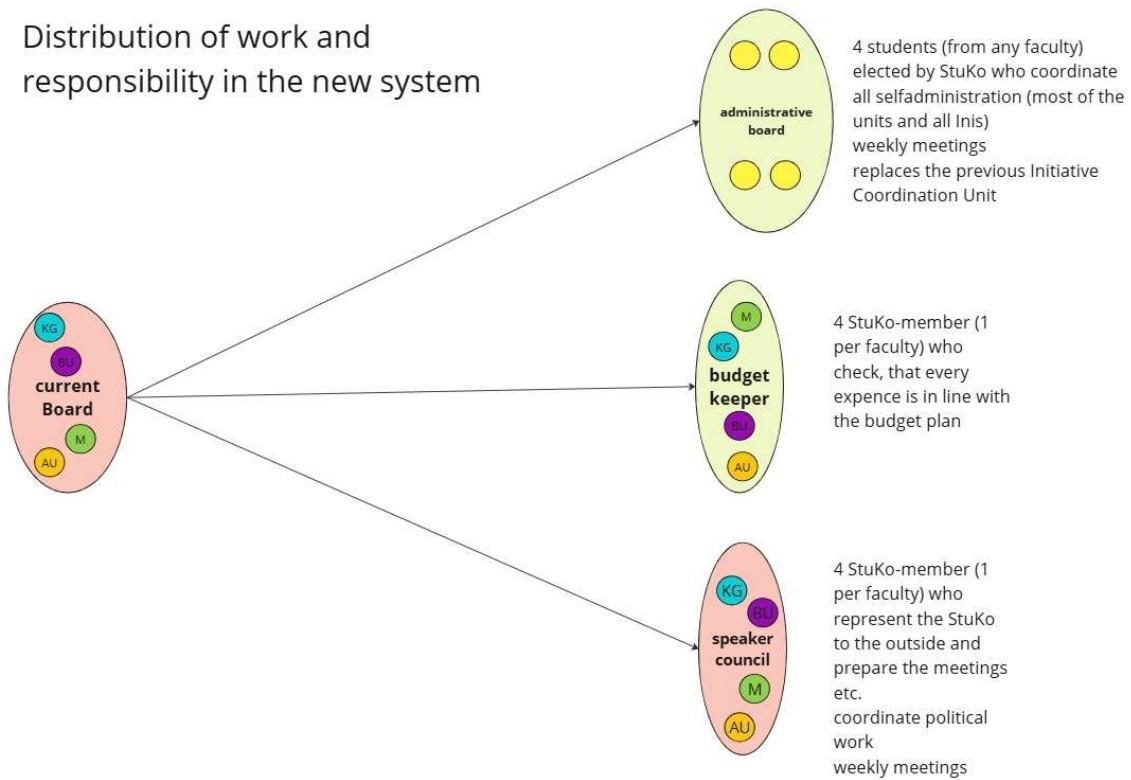 Distribution of work and
responsibility in the new system
administrative
board
4 students (from any faculty)
elected by StuKo who coordinate
all selfadministration (most of the
units and all Inis)
weekly meetings
replaces the previous Initiative
Coordination Unit
KG
BU
current
Board
M
AU
M
KG
budget
keeper
BU
AU
4 StuKo-member (1
per faculty) who
check, that every
expence is in line with
the budget plan
KG
BU
speaker
council
M
AU
4 StuKo-member (1
per faculty) who
represent the StuKo
to the outside and
prepare the meetings
etc.
coordinate political
work
weekly meetings